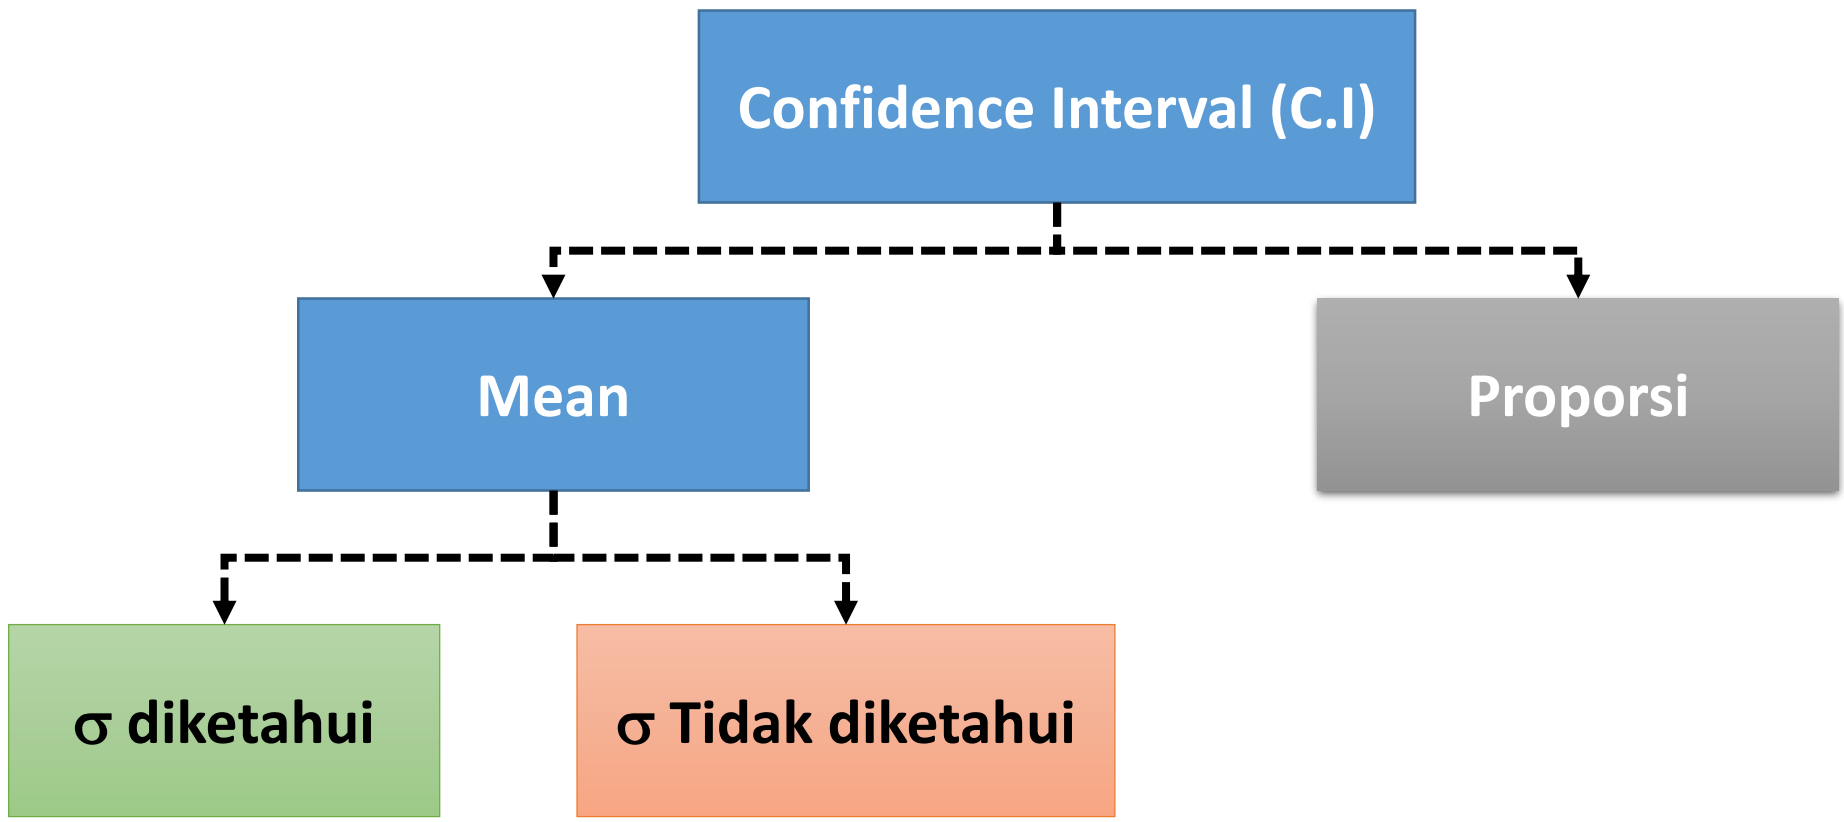 Confidence Interval (C.I)
Mean
Proporsi
σ diketahui
σ Tidak diketahui